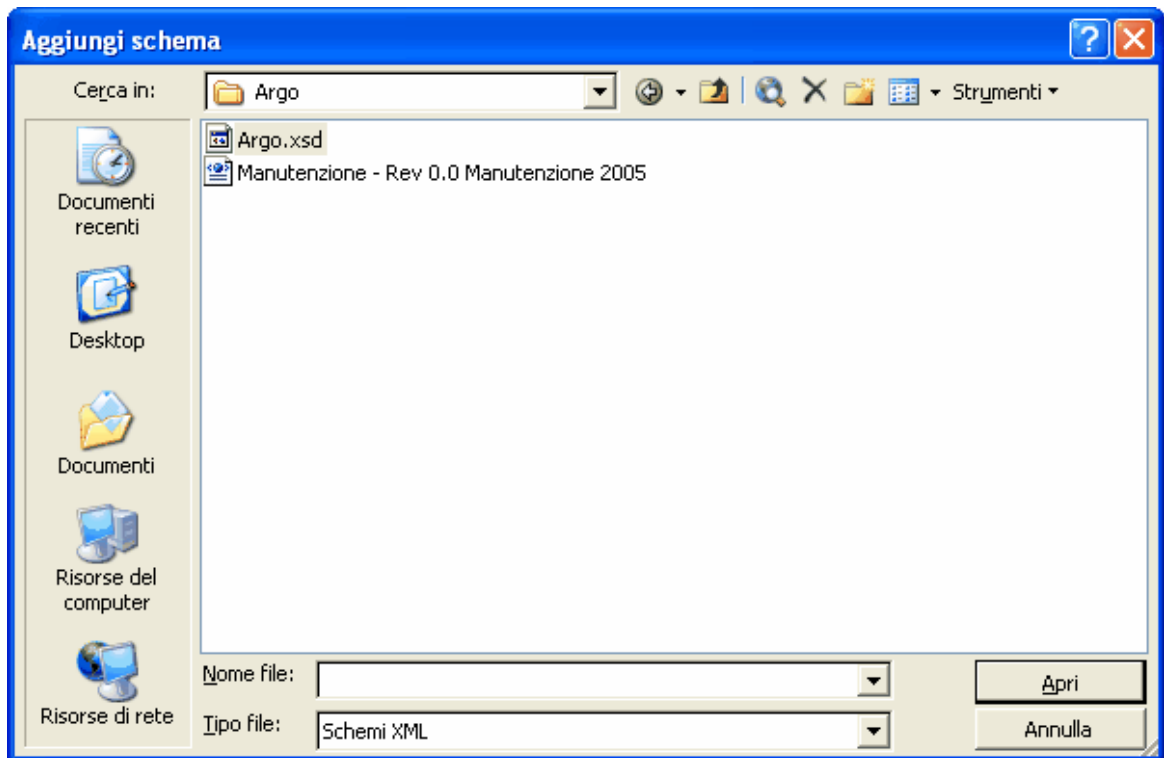 Aggiungi schema
Cerca in:
Argo
Strumenti
Argo.xsd
Manutenzione - Rev 0.0 Manutenzione 2005
Documenti
recenti
Desktop
Documenti
Risorse del
computer
Risorse di rete
Nome file:
Apri
Tipo file:
Schemi XML
Annulla